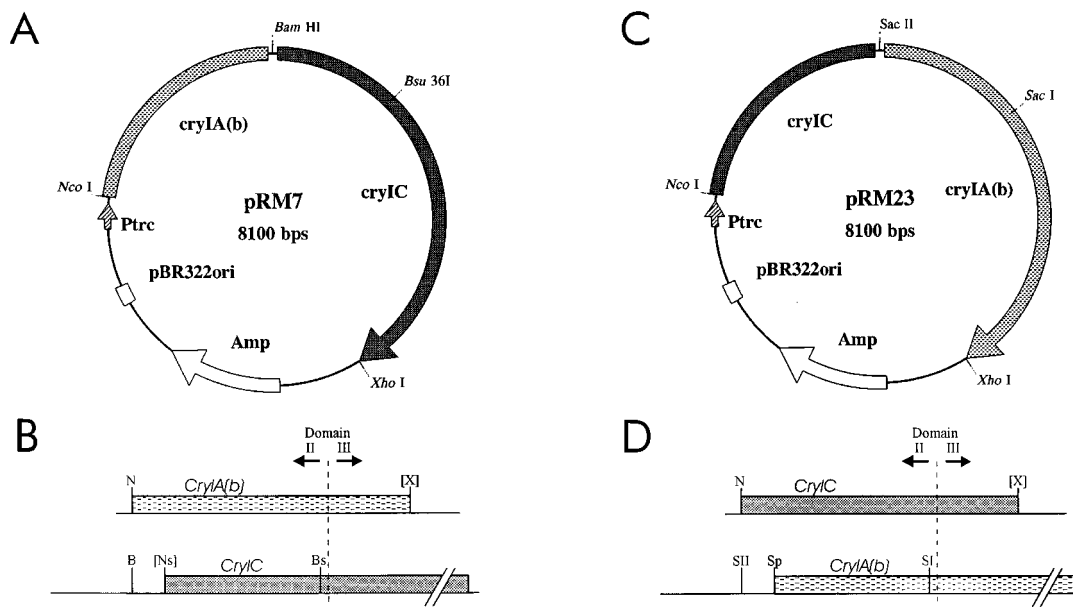 A
Bam HI
Bsu 36I
cryIA(b)
Nco I
cryIC
pRM7
8100 bps
Ptrc
pBR322ori
Amp
Xho I
C
Sac II
Sac I
cryIC
Nco I
cryIA(b)
pRM23
8100 bps
Ptrc
pBR322ori
Amp
Xho I
B
Domain
II III
N
CryIA(b)
[X]
B
[Ns]
CryIC
Bs
D
Domain
II III
N
CryIC
[X]
SII
Sp
CryIA(b)
SI